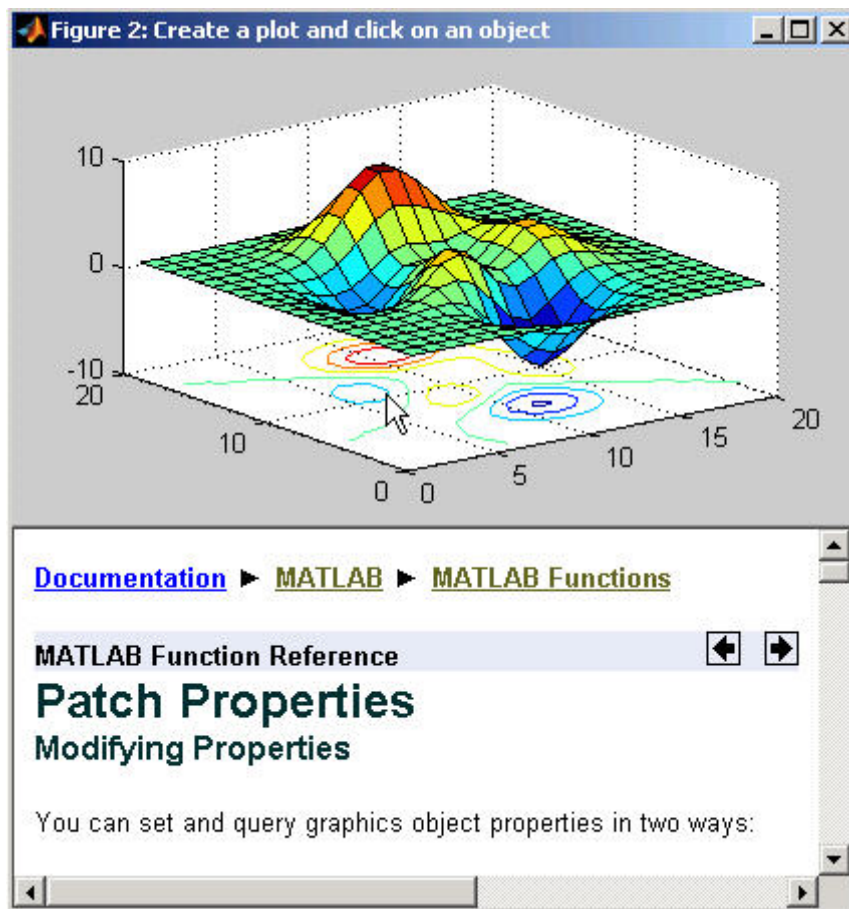 Figure 2: Create a plot and click on an object
10
0
-10
20
10
0
0
5
10
15
20
Documentation ► MATLAB ► MATLAB Functions
MATLAB Function Reference
Patch Properties
Modifying Properties
You can set and query graphics object properties in two ways: